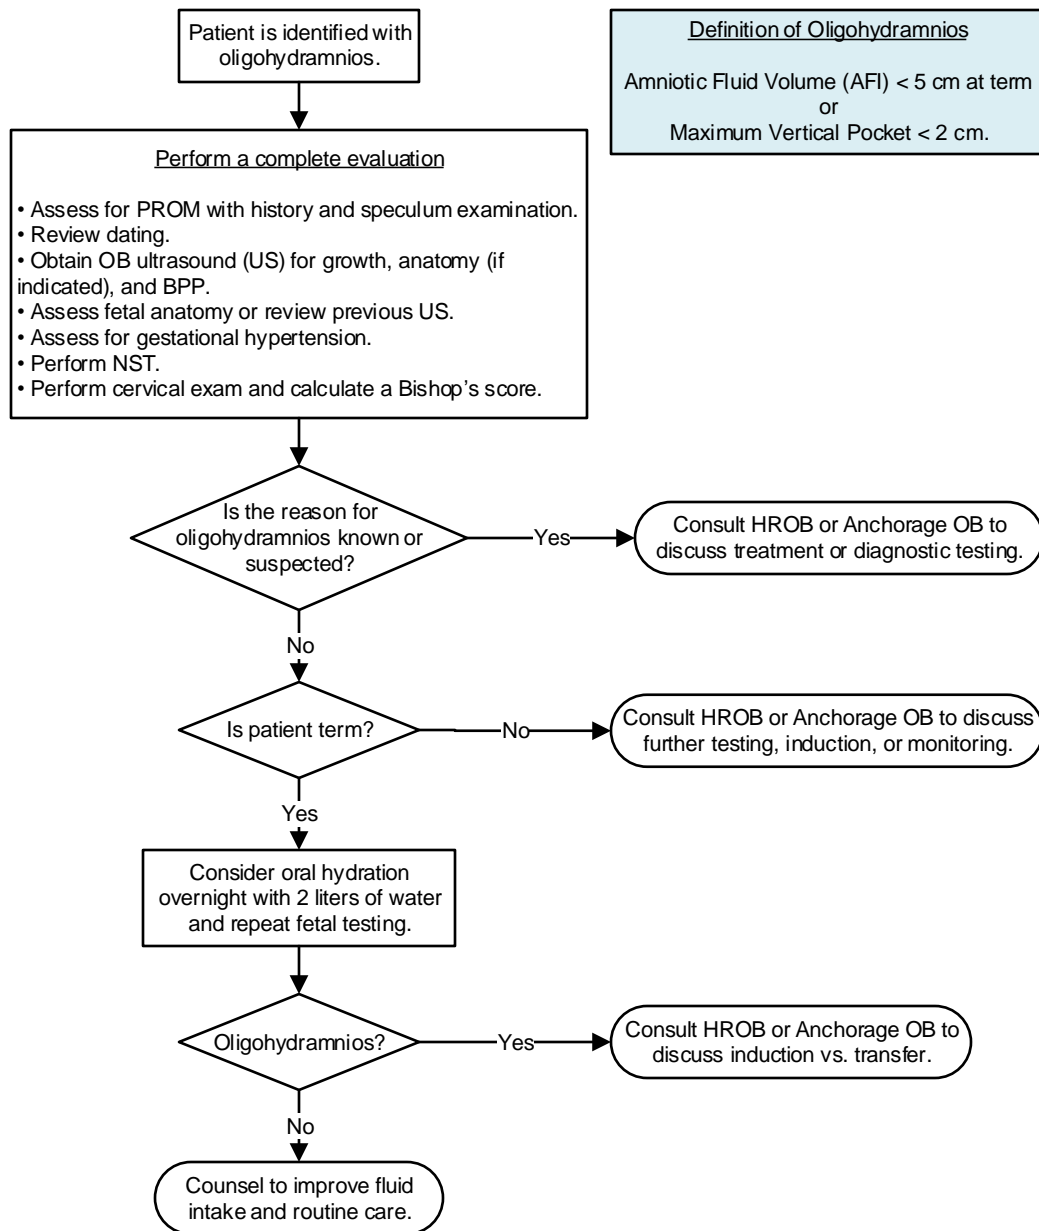 Patient is identified with
oligohydramnios.
Definition of Oligohydramnios
Amniotic Fluid Volume (AFI) < 5 cm at term
or
Maximum Vertical Pocket < 2 cm.
Perform a complete evaluation
• Assess for PROM with history and speculum examination.
• Review dating.
• Obtain OB ultrasound (US) for growth, anatomy (if
indicated), and BPP.
• Assess fetal anatomy or review previous US.
• Assess for gestational hypertension.
• Perform NST.
• Perform cervical exam and calculate a Bishop’s score.
Is the reason for
oligohydramnios known or
suspected?
Yes
Consult HROB or Anchorage OB to
discuss treatment or diagnostic testing.
No
Is patient term?
No
Consult HROB or Anchorage OB to discuss
further testing, induction, or monitoring.
Yes
Consider oral hydration
overnight with 2 liters of water
and repeat fetal testing.
Oligohydramnios?
Yes
Consult HROB or Anchorage OB to
discuss induction vs. transfer.
No
Counsel to improve fluid
intake and routine care.